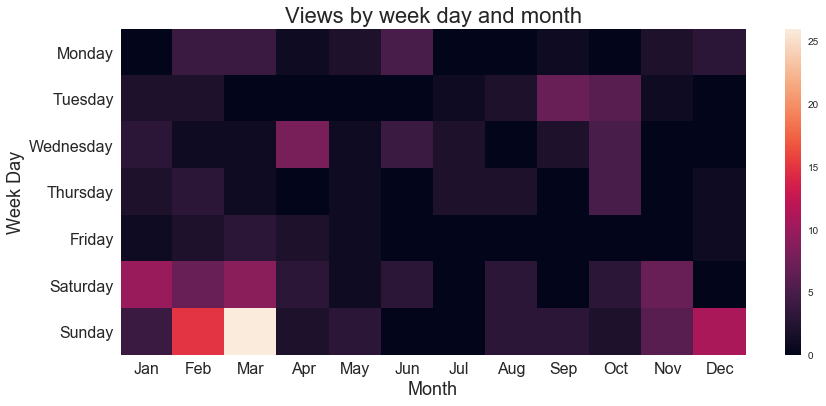 Views by week day and month
Week Day
Monday
Tuesday
Wednesday
Thursday
Friday
Saturday
Sunday
Jan Feb Mar Apr May Jun Jul Aug Sep Oct Nov Dec
Month
25
20
15
10
5
0